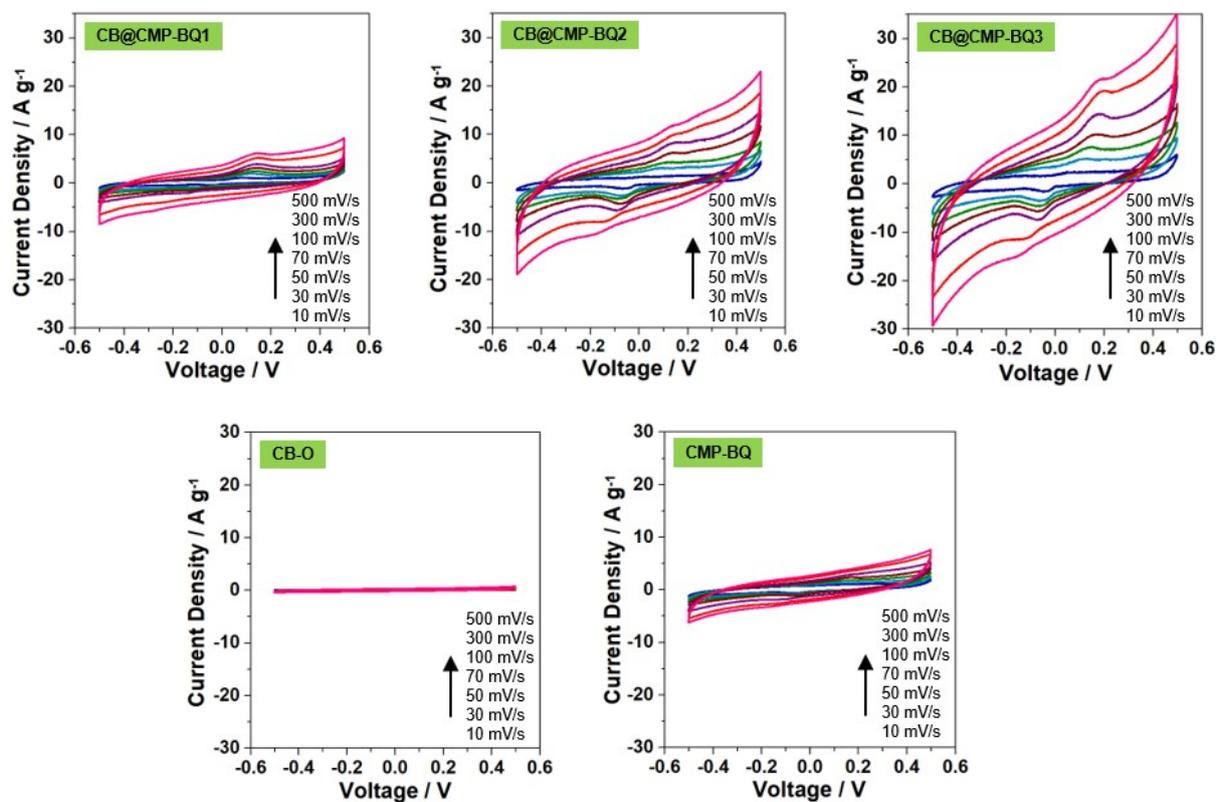 CB@CMP-BQ1
Current Density / A g-1
30
20
10
0
-10
-20
-30
500 mV/s
300 mV/s
100 mV/s
70 mV/s
50 mV/s
30 mV/s
10 mV/s
-0.6 -0.4 -0.2 0.0 0.2 0.4 0.6
Voltage / V
CB@CMP-BQ2
Current Density / A g-1
30
20
10
0
-10
-20
-30
500 mV/s
300 mV/s
100 mV/s
70 mV/s
50 mV/s
30 mV/s
10 mV/s
-0.6 -0.4 -0.2 0.0 0.2 0.4 0.6
Voltage / V
CB@CMP-BQ3
Current Density / A g-1
30
20
10
0
-10
-20
-30
500 mV/s
300 mV/s
100 mV/s
70 mV/s
50 mV/s
30 mV/s
10 mV/s
-0.6 -0.4 -0.2 0.0 0.2 0.4 0.6
Voltage / V
CB-O
Current Density / A g-1
30
20
10
0
-10
-20
-30
500 mV/s
300 mV/s
100 mV/s
70 mV/s
50 mV/s
30 mV/s
10 mV/s
-0.6 -0.4 -0.2 0.0 0.2 0.4 0.6
Voltage / V
CMP-BQ
Current Density / A g-1
30
20
10
0
-10
-20
-30
500 mV/s
300 mV/s
100 mV/s
70 mV/s
50 mV/s
30 mV/s
10 mV/s
-0.6 -0.4 -0.2 0.0 0.2 0.4 0.6
Voltage / V